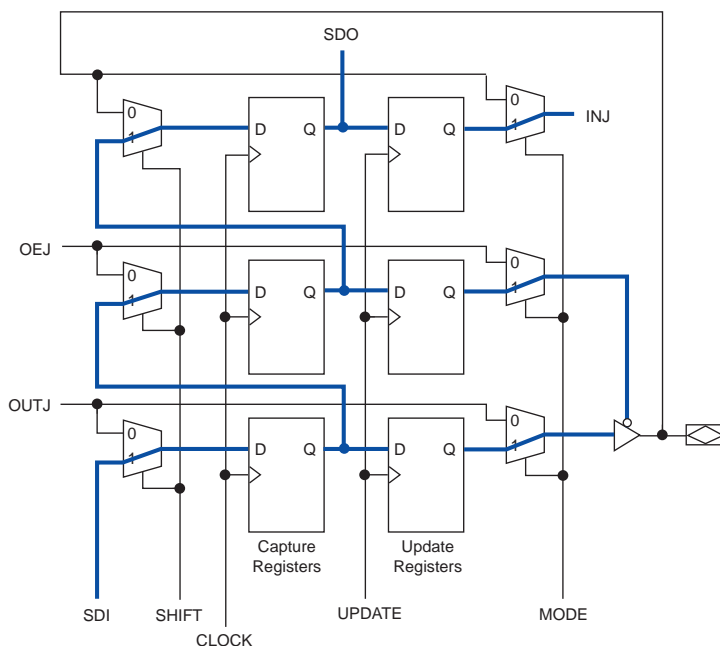 SDO
0
1
D Q
D Q
0
1
INJ
OEJ
0
1
D Q
D Q
0
1
OUTJ
0
1
D Q
D Q
0
1
Capture
Registers
Update
Registers
SDI
SHIFT
CLOCK
UPDATE
MODE